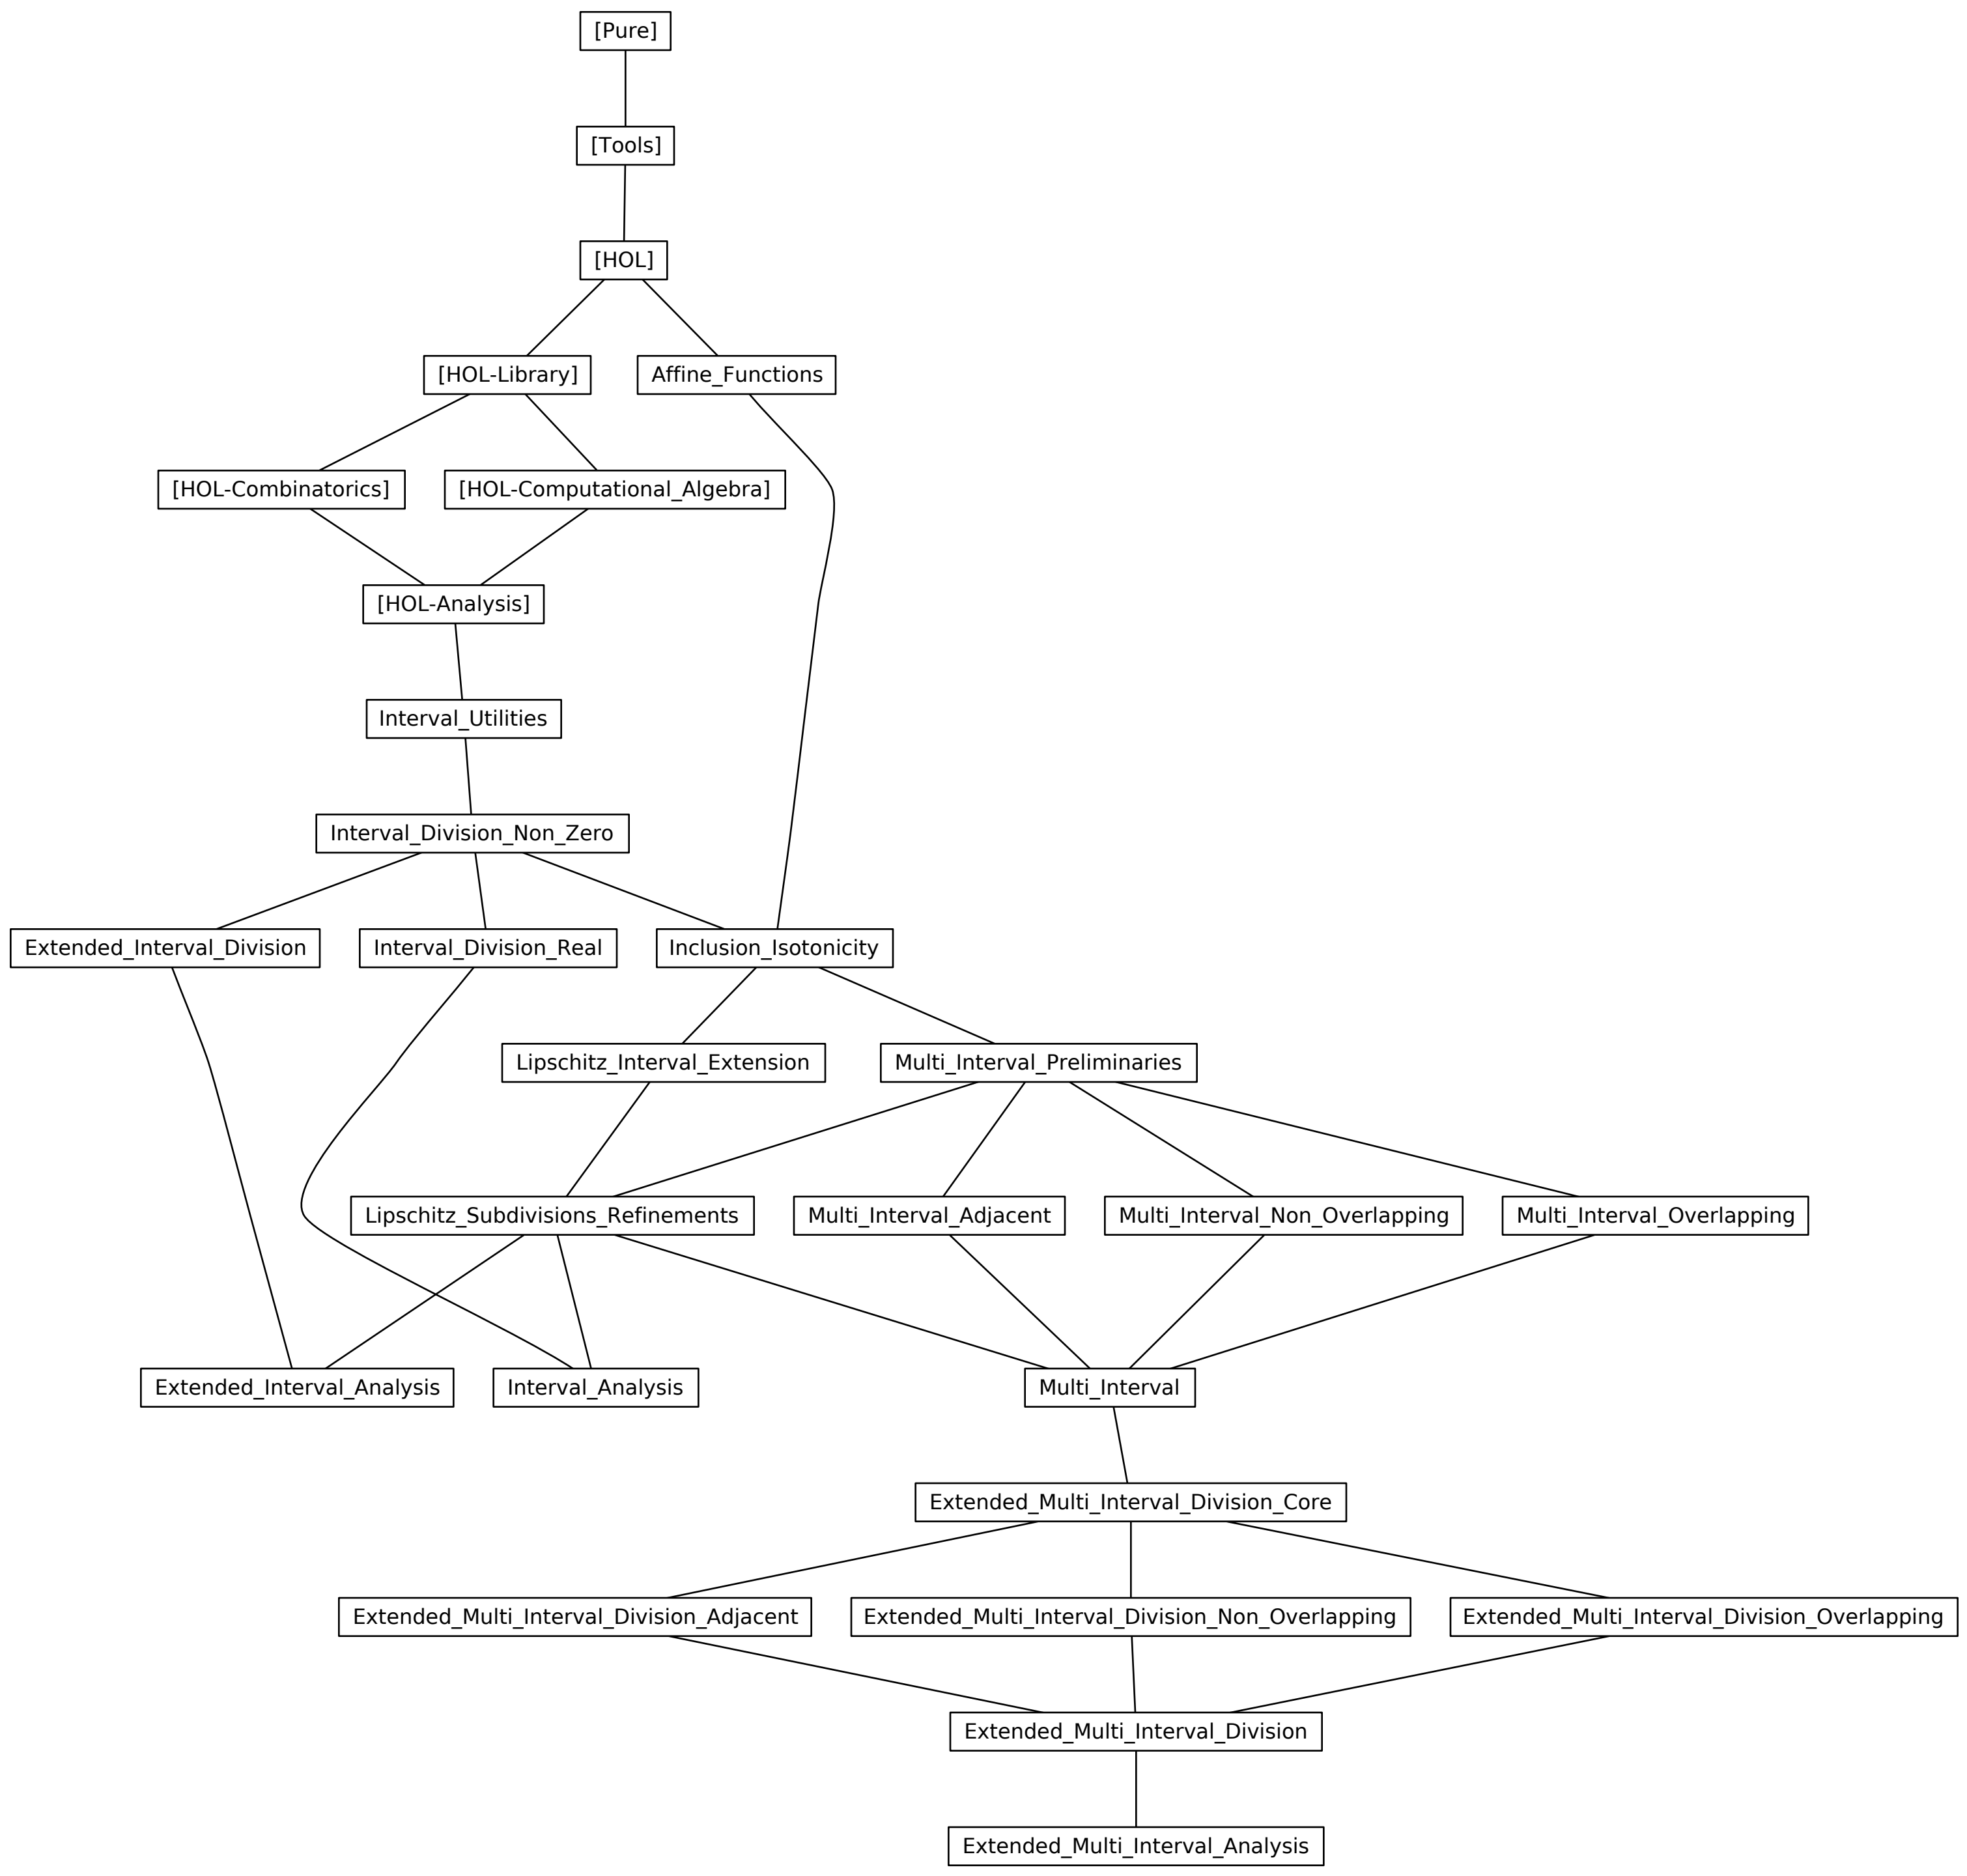 [Pure]
[Tools]
[HOL]
[HOL-Library]
Affine_Functions
[HOL-Combinatorics]
[HOL-Computational_Algebra]
[HOL-Analysis]
Interval_Utilities
Interval_Division_Non_Zero
Extended_Interval_Division
Interval_Division_Real
Inclusion_Isotonicity
Lipschitz_Interval_Extension
Multi_Interval_Preliminaries
Lipschitz_Subdivisions_Refinements
Multi_Interval_Adjacent
Multi_Interval_Non_Overlapping
Multi_Interval_Overlapping
Extended_Interval_Analysis
Interval_Analysis
Multi_Interval
Extended_Multi_Interval_Division_Core
Extended_Multi_Interval_Division_Adjacent
Extended_Multi_Interval_Division_Non_Overlapping
Extended_Multi_Interval_Division_Overlapping
Extended_Multi_Interval_Division
Extended_Multi_Interval_Analysis